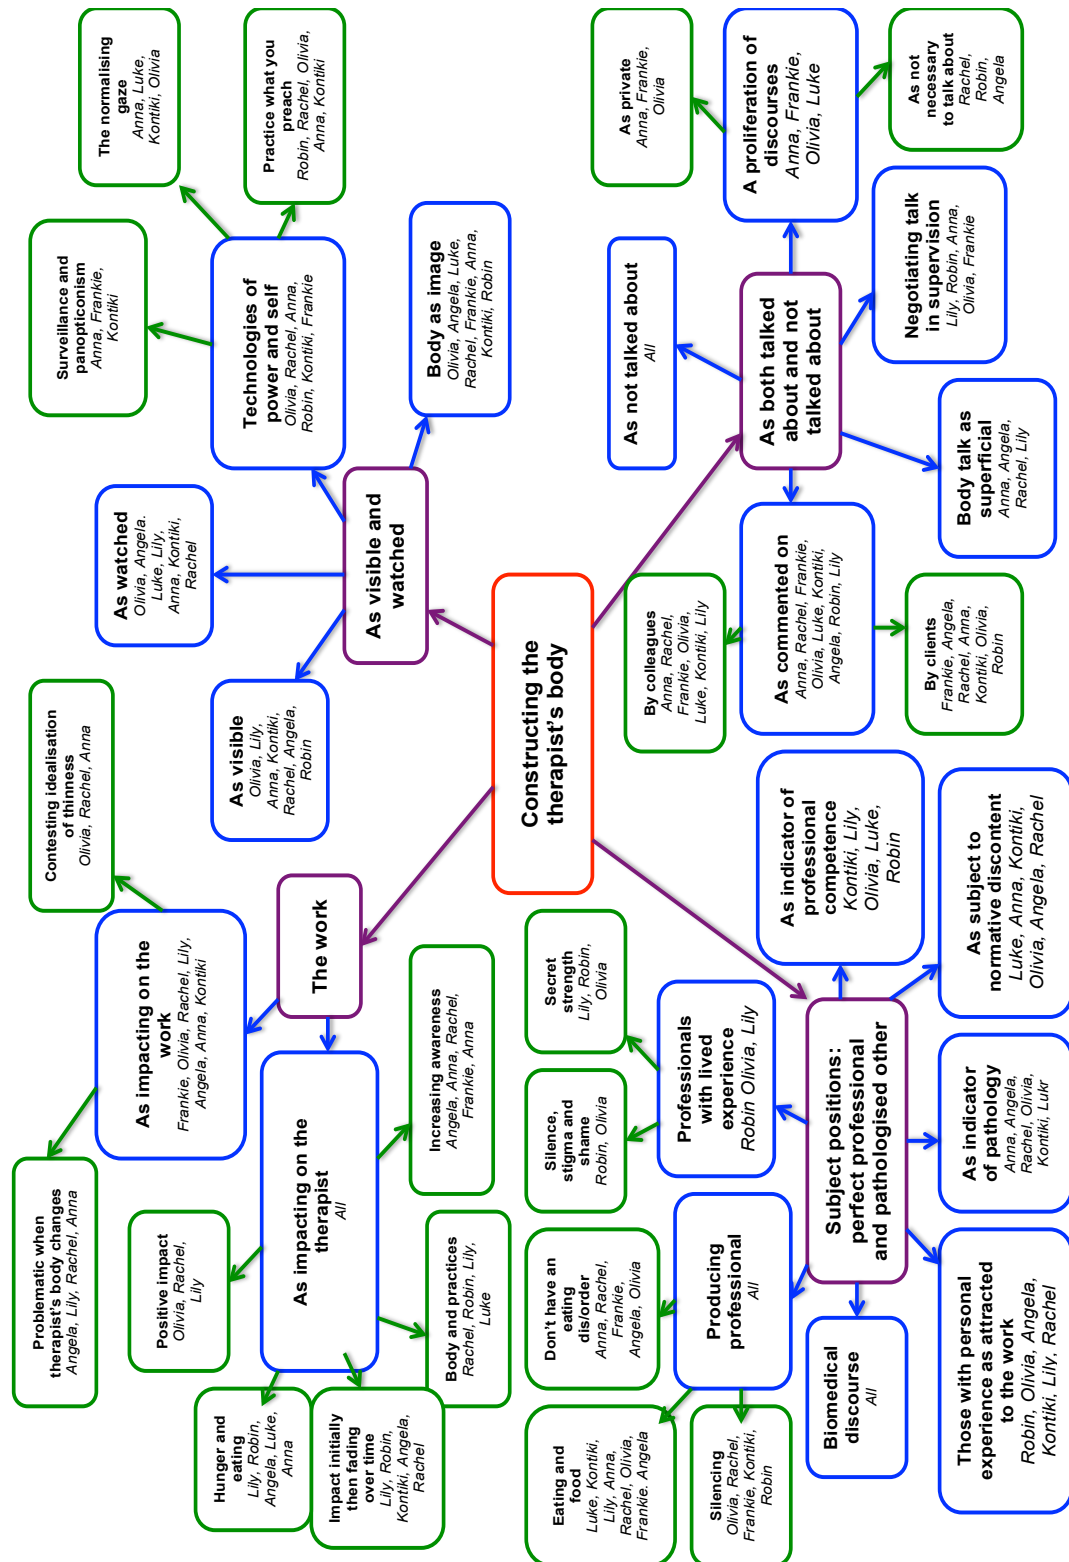 Constructing the
therapist's body
The work
As impacting on the
therapist
All
Hunger and
eating
Lily, Robin,
Angela, Luke,
Anna
Impact initially
then fading
over time
Lily, Robin,
Kontiki, Angela,
Rachel
Positive impact
Olivia, Rachel,
Lily
Body and practices
Rachel, Robin, Lily,
Luke
Increasing awareness
Angela, Anna, Rachel,
Frankie, Anna
As impacting on the
work
Frankie, Olivia, Rachel, Lily,
Angela, Anna, Kontiki
Problematic when
therapist's body changes
Angela, Lily, Rachel, Anna
Contesting idealisation
of thinness
Olivia, Rachel, Anna
As visible and
watched
As visible
Olivia, Lily,
Anna, Kontiki,
Rachel, Angela,
Robin
As watched
Olivia, Angela.
Luke, Lily,
Anna, Kontiki,
Rachel
Technologies of
power and self
Olivia, Rachel, Anna,
Robin, Kontiki, Frankie
Surveillance and
panopticonism
Anna, Frankie,
Kontiki
The normalising
gaze
Anna, Luke,
Kontiki, Olivia
Practice what you
preach
Robin, Rachel, Olivia,
Anna, Kontiki
Body as image
Olivia, Angela, Luke,
Rachel, Frankie, Anna,
Kontiki, Robin
Subject positions:
perfect professional
and pathologised other
Producing
professional
All
Eating and
food
Luke, Kontiki,
Lily, Anna,
Rachel, Olivia,
Frankie. Angela
Silencing
Olivia, Rachel,
Frankie, Kontiki,
Robin
Don't have an
eating
dis/order
Anna, Rachel,
Frankie,
Angela, Olivia
Professionals
with lived
experience
Robin Olivia, Lily
Silence,
stigma and
shame
Robin, Olivia
Secret
strength
Lily, Robin,
Olivia
Biomedical
discourse
All
Those with personal
experience as attracted
to the work
Robin, Olivia, Angela,
Kontiki, Lily, Rachel
As indicator
of pathology
Anna, Angela,
Rachel, Olivia,
Kontiki, Lukr
As subject to
normative discontent
Luke, Anna, Kontiki,
Olivia, Angela, Rachel
As indicator of
professional
competence
Kontiki, Lily,
Olivia, Luke,
Robin
As both talked
about and not
talked about
As commented on
Anna, Rachel, Frankie,
Olivia, Luke, Kontiki,
Angela, Robin, Lily
By colleagues
Anna, Rachel,
Frankie, Olivia,
Luke, Kontiki, Lily
By clients
Frankie, Angela,
Rachel, Anna,
Kontiki, Olivia,
Robin
As not talked about
All
Body talk as
superficial
Anna, Angela,
Rachel, Lily
Negotiating talk
in supervision
Lily, Robin, Anna,
Olivia, Frankie
A proliferation of
discourses
Anna, Frankie,
Olivia, Luke
As private
Anna, Frankie,
Olivia
As not
necessary
to talk about
Rachel,
Robin,
Angela